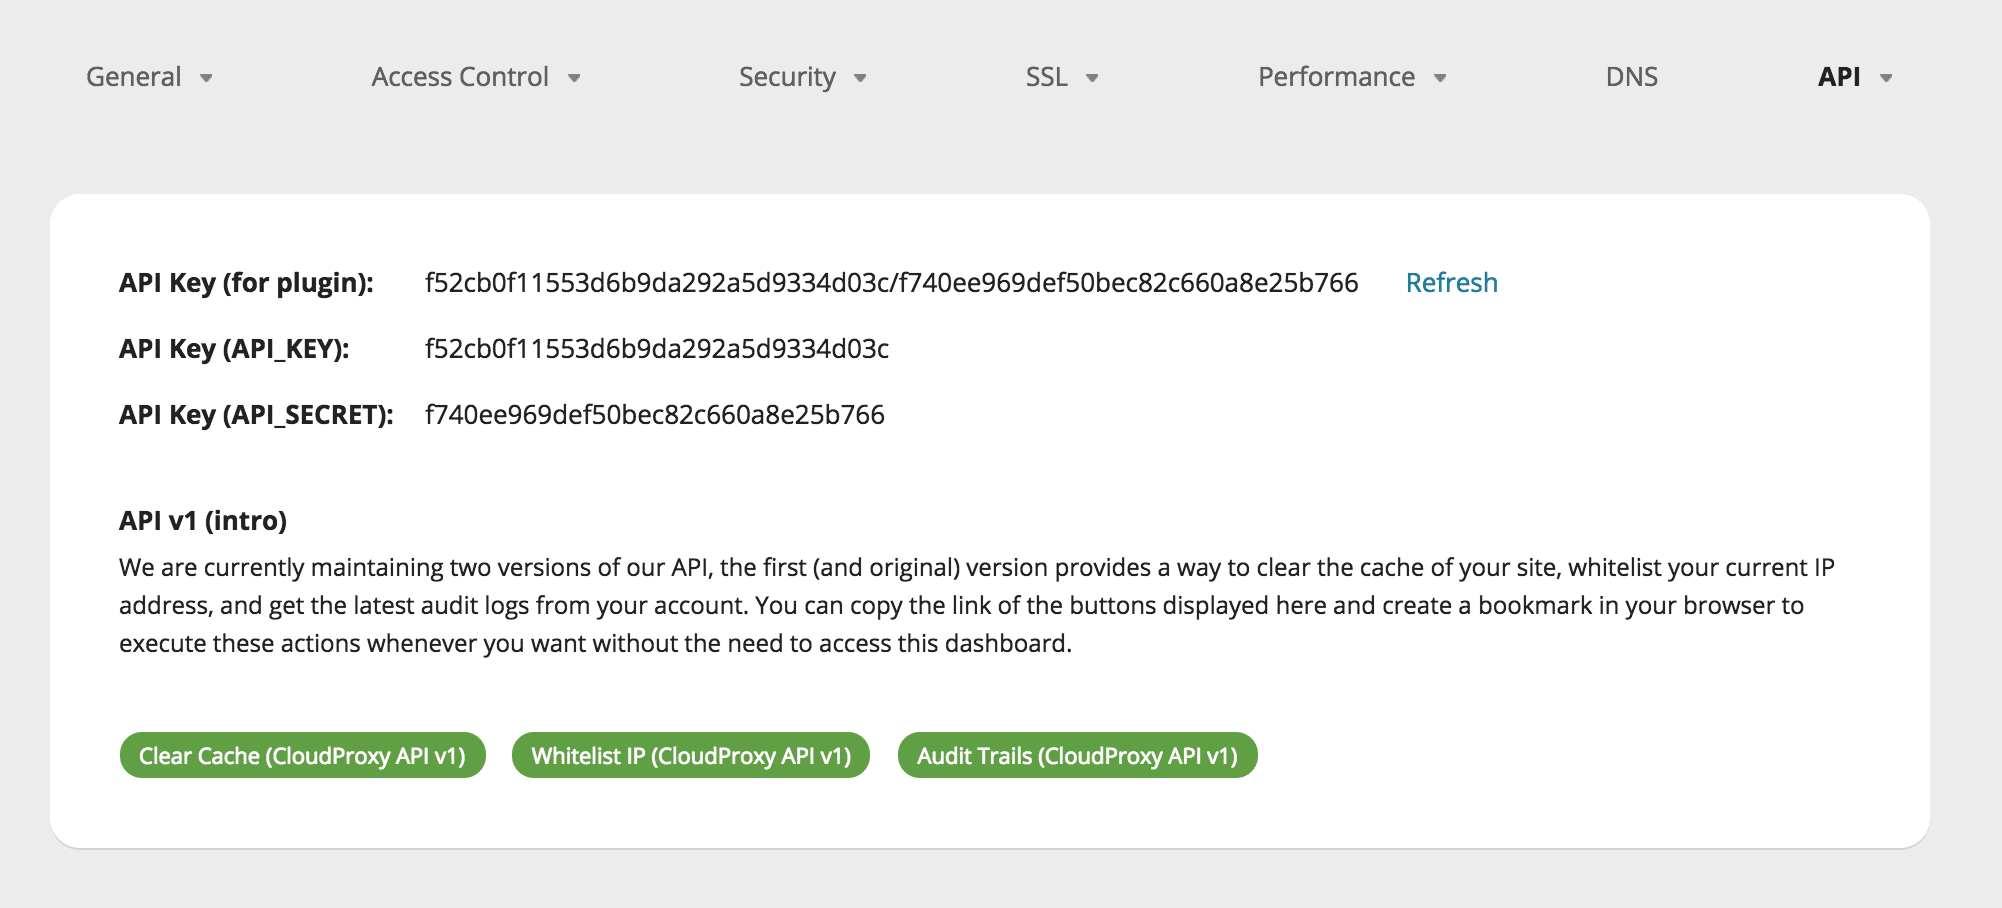 General Access Control Security SSL Performance DNS API
API Key (for plugin): f52cb0f11553d6b9da292a5d9334d03c/f740ee969def50bec82c660a8e25b766 Refresh
API Key (API_KEY): f52cb0f11553d6b9da292a5d9334d03c
API Key (API_SECRET): f740ee969def50bec82c660a8e25b766
API v1 (intro)
We are currently maintaining two versions of our API, the first (and original) version provides a way to clear the cache of your site, whitelist your current IP
address, and get the latest audit logs from your account. You can copy the link of the buttons displayed here and create a bookmark in your browser to
execute these actions whenever you want without the need to access this dashboard.
Clear Cache (CloudProxy API v1) Whitelist IP (CloudProxy API v1) Audit Trails (CloudProxy API v1)